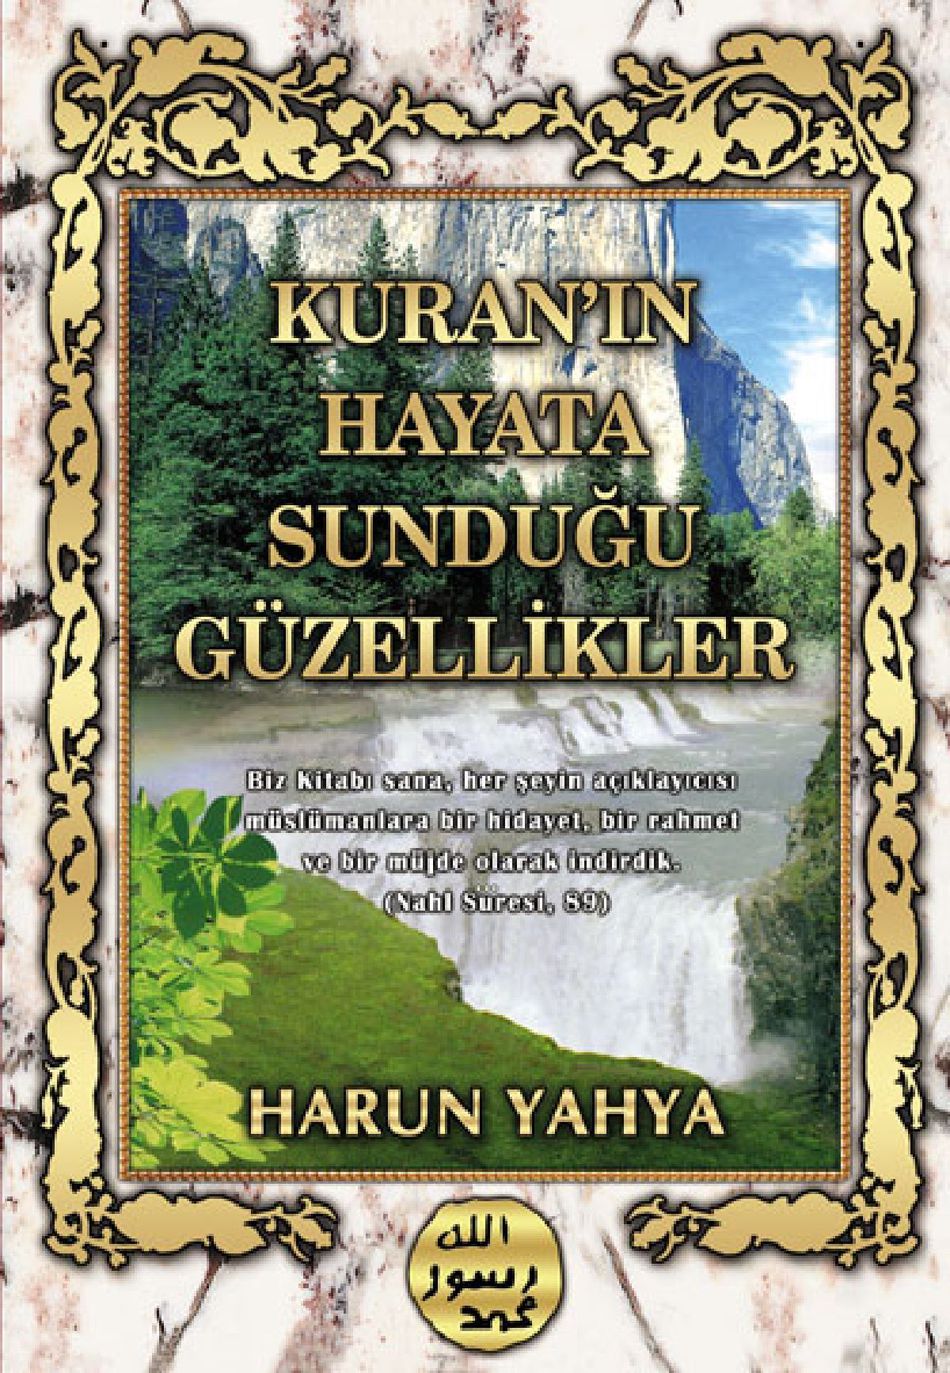 KURAN'IN
HAYATA
SUNDUĞU
GÜZELLİKLER
Biz Kitabı sana, her şeyin açıklayıcısı
müslümanlara bir hidayet, bir rahmet
ve bir müjde olarak indirdik.
(Nahl Süresi, 89)
HARUN YAHYA
الله
رسول
محمد